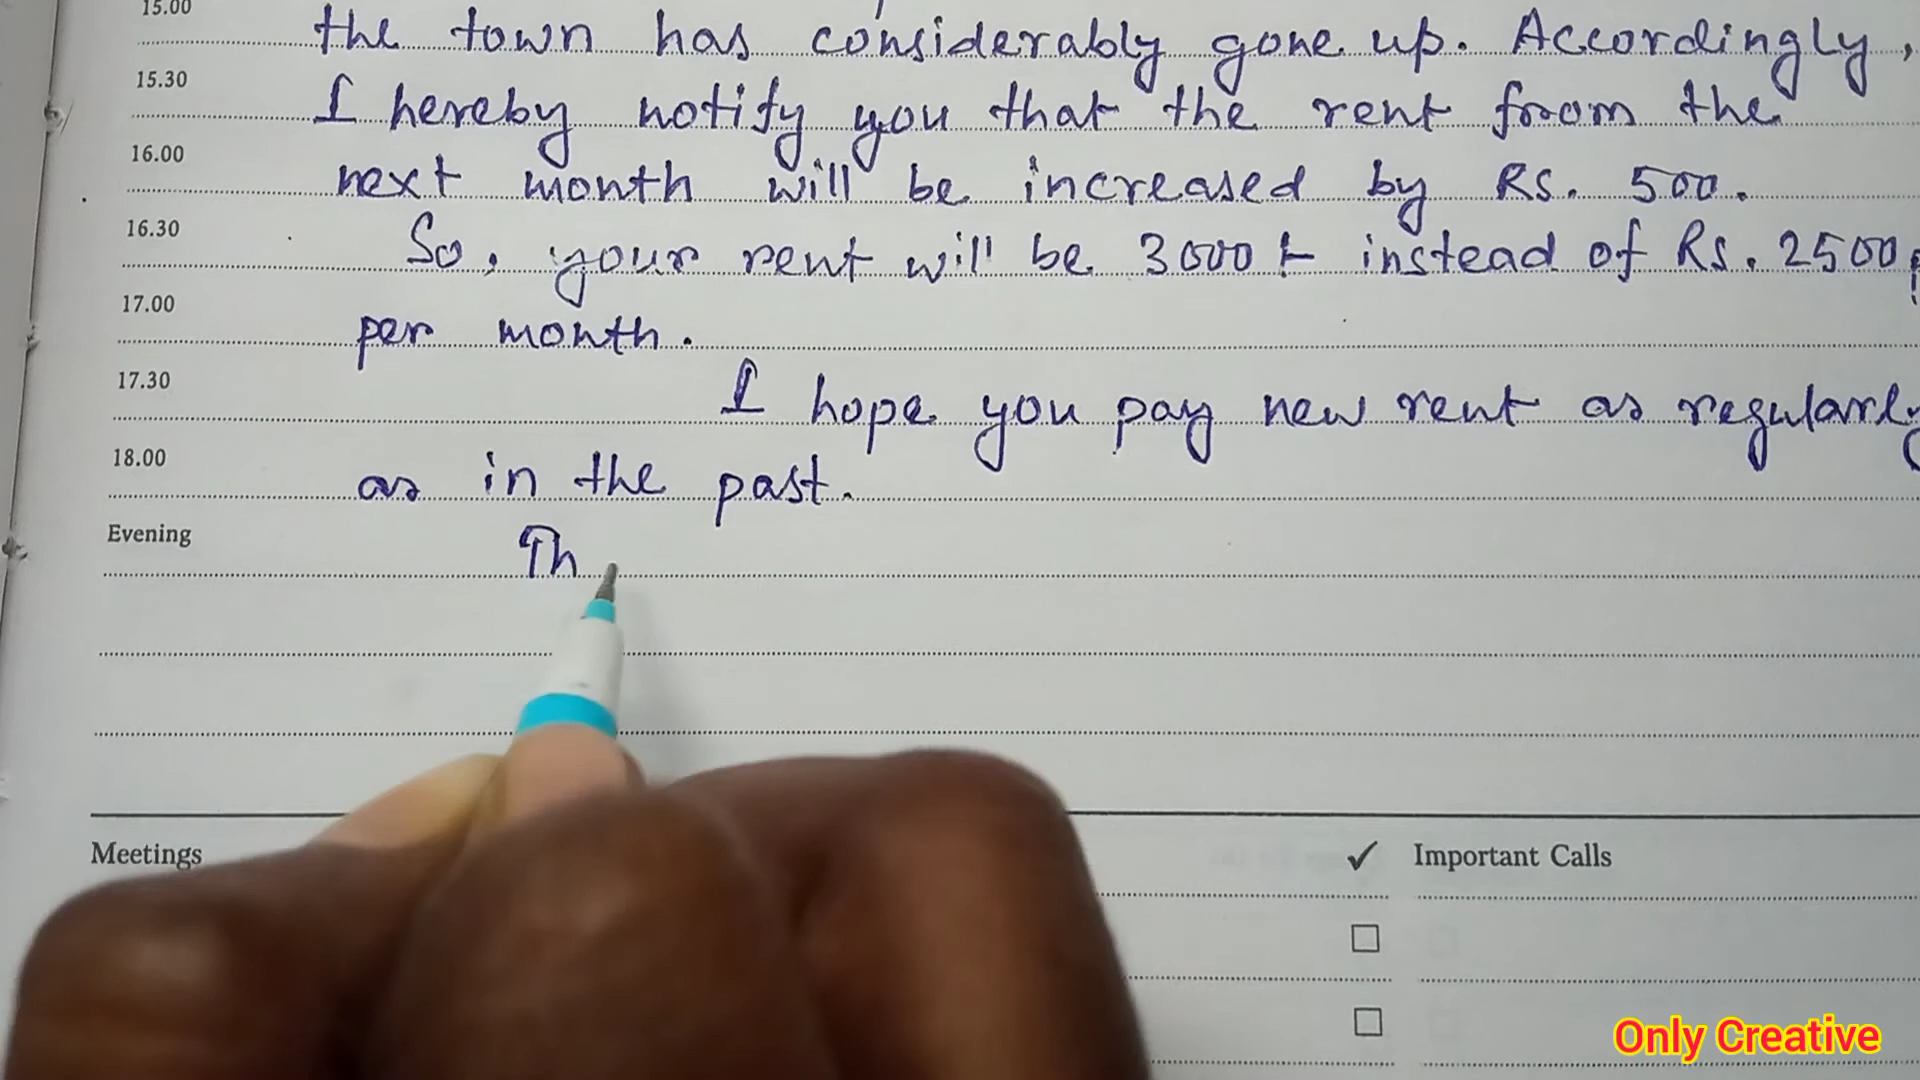 15.00
the town has considerably gone up. Accordingly,
15.30
I hereby notify you that the rent from the
16.00
next month will be increased by Rs. 500.
16.30
So, your rent will be 3000/- instead of Rs. 2500
17.00
per month.
17.30
I hope you pay new rent as regularly
18.00
as in the past.
Evening
Th
Meetings
✓ Important Calls
Only Creative